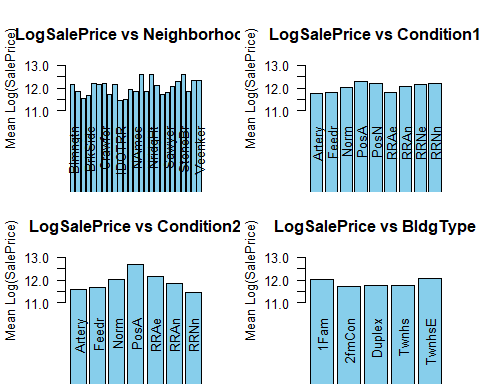 LogSalePrice vs Neighborhoo
Mean Log(SalePrice)
13.0
12.0
11.0
Blmngtn
BrkSide
Crawfor
IDOTRR
NAmes
NridgHt
Sawyer
StoneBr
Veenker
LogSalePrice vs Condition1
Mean Log(SalePrice)
13.0
12.0
11.0
Artery
Feedr
Norm
PosA
PosN
RRAe
RRAn
RRNe
RRNn
LogSalePrice vs Condition2
Mean Log(SalePrice)
13.0
12.0
11.0
Artery
Feedr
Norm
PosA
RRAe
RRAn
RRNn
LogSalePrice vs BldgType
Mean Log(SalePrice)
13.0
12.0
11.0
1Fam
2fmCon
Duplex
Twnhs
TwnhsE